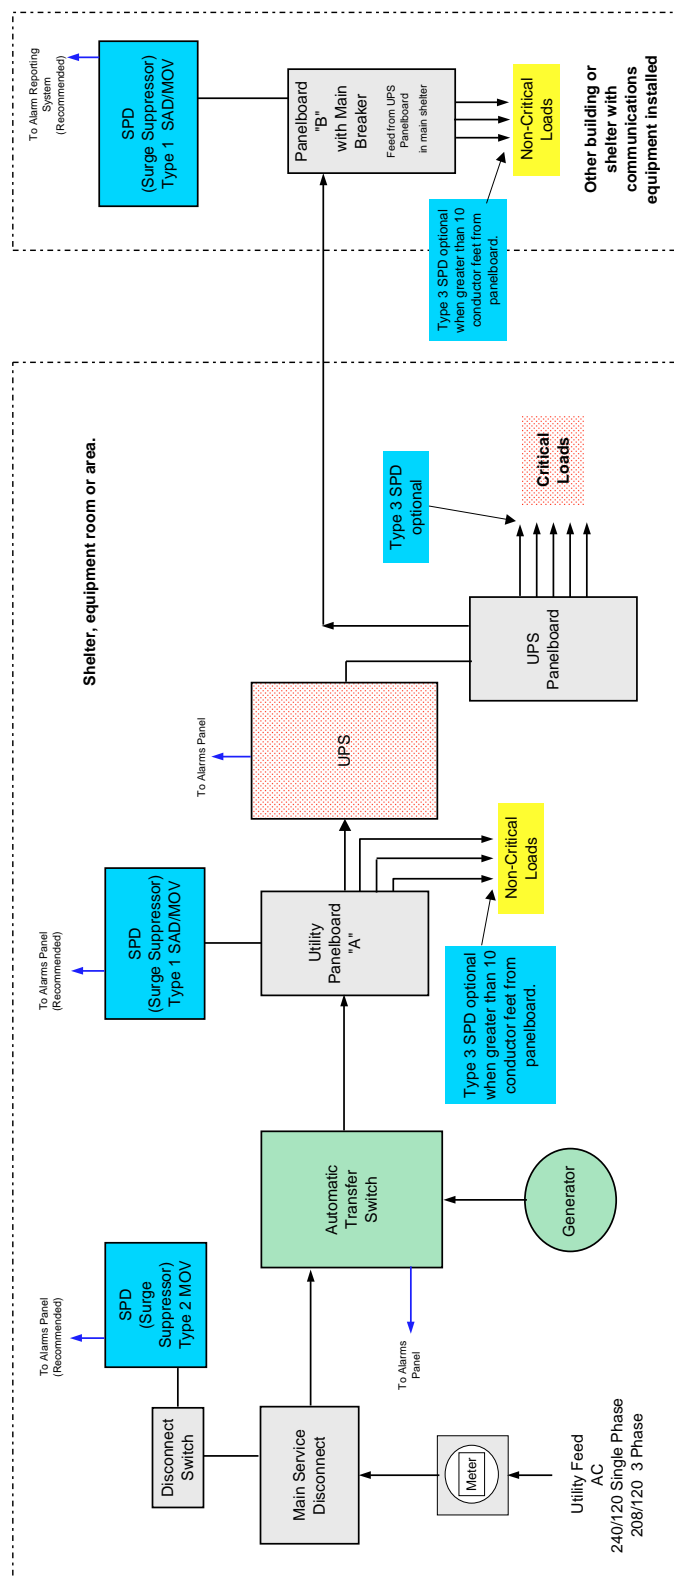 Shelter, equipment room or area.
To Alarms Panel
(Recommended)
SPD
(Surge
Suppressor)
Type 2 MOV
Disconnect
Switch
Main Service
Disconnect
Meter
Utility Feed
AC
240/120 Single Phase
208/120  3 Phase
To Alarms
Panel
Automatic
Transfer
Switch
Generator
To Alarms Panel
(Recommended)
SPD
(Surge Suppressor)
Type 1 SAD/MOV
Utility
Panelboard
"A"
Type 3 SPD optional
when greater than 10
conductor feet from
panelboard.
Non-Critical
Loads
To Alarms Panel
UPS
UPS
Panelboard
Type 3 SPD
optional
Critical
Loads
To Alarm Reporting
System
(Recommended)
SPD
(Surge Suppressor)
Type 1  SAD/MOV
Panelboard
"B"
with Main
Breaker
Feed from UPS
Panelboard
in main shelter
Type 3 SPD optional
when greater than 10
conductor feet from
panelboard.
Non-Critical
Loads
Other building or
shelter with
communications
equipment installed